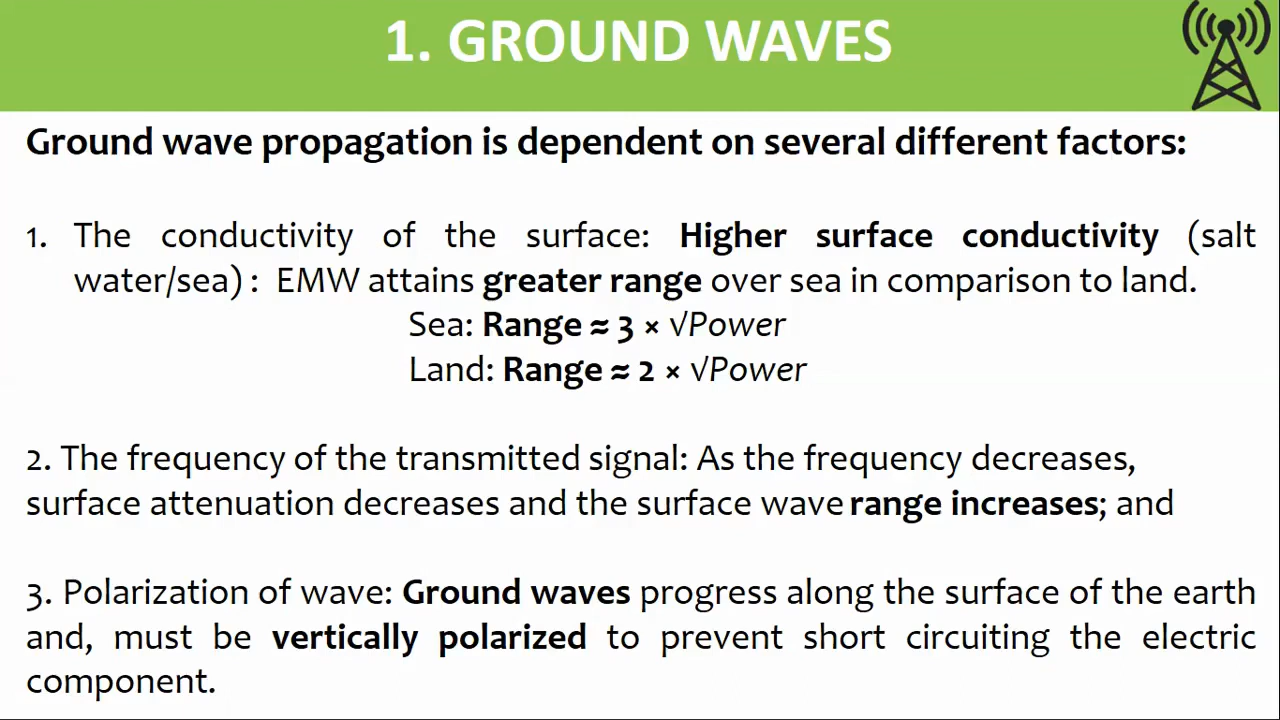 1. GROUND WAVES
Ground wave propagation is dependent on several different factors:
1. The conductivity of the surface: Higher surface conductivity (salt
water/sea) : EMW attains greater range over sea in comparison to land.
Sea: Range ≈ 3 × √Power
Land: Range ≈ 2 × √Power
2. The frequency of the transmitted signal: As the frequency decreases,
surface attenuation decreases and the surface wave range increases; and
3. Polarization of wave: Ground waves progress along the surface of the earth
and, must be vertically polarized to prevent short circuiting the electric
component.